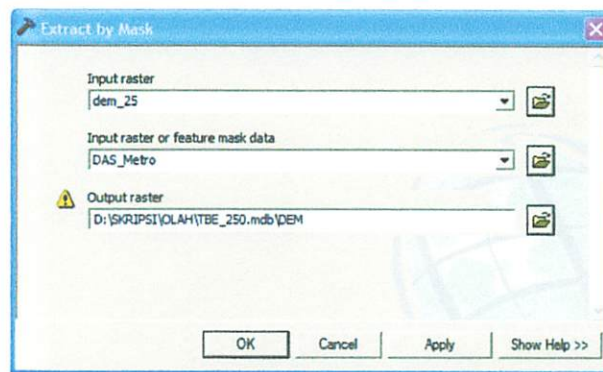 Extract by Mask
Input raster
dem_25
Input raster or feature mask data
DAS_Metro
Output raster
D:\SKRIPSI\OLAH\TBE_250.mdb\DEM
OK Cancel Apply Show Help >>